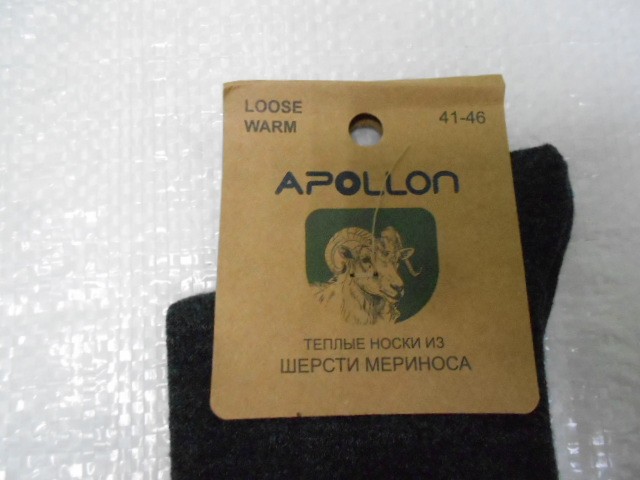 LOOSE
WARM
41-46
APOLLON
ТЕПЛЫЕ НОСКИ ИЗ
ШЕРСТИ МЕРИНОСА